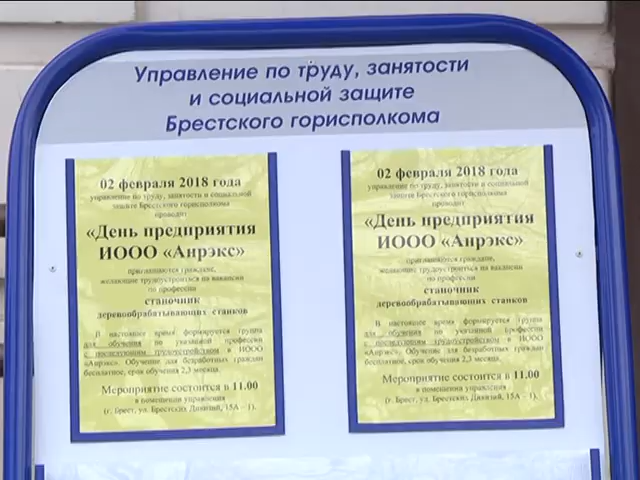 Управление по труду, занятости
и социальной защите
Брестского горисполкома
02 февраля 2018 года
управление по труду, занятости и социальной
защите Брестского горисполкома
проводит
«День предприятия
ИООО «Анрэкс»
приглашаются граждане,
желающие трудоустроиться на вакансии
по профессии
станочник
деревообрабатывающих станков
В настоящее время формируется группа
для обучения по указанной профессии
с последующим трудоустройством в ИООО
«Анрэкс». Обучение для безработных граждан
бесплатное, срок обучения 2,3 месяца.
Мероприятие состоится в 11.00
в помещении управления
(г. Брест, ул. Брестских Дивизий, 15А – 1).
02 февраля 2018 года
управление по труду, занятости и социальной
защите Брестского горисполкома
проводит
«День предприятия
ИООО «Анрэкс»
приглашаются граждане,
желающие трудоустроиться на вакансии
по профессии
станочник
деревообрабатывающих станков
В настоящее время формируется группа
для обучения по указанной профессии
с последующим трудоустройством в ИООО
«Анрэкс». Обучение для безработных граждан
бесплатное, срок обучения 2,3 месяца.
Мероприятие состоится в 11.00
в помещении управления
(г. Брест, ул. Брестских Дивизий, 15А – 1).